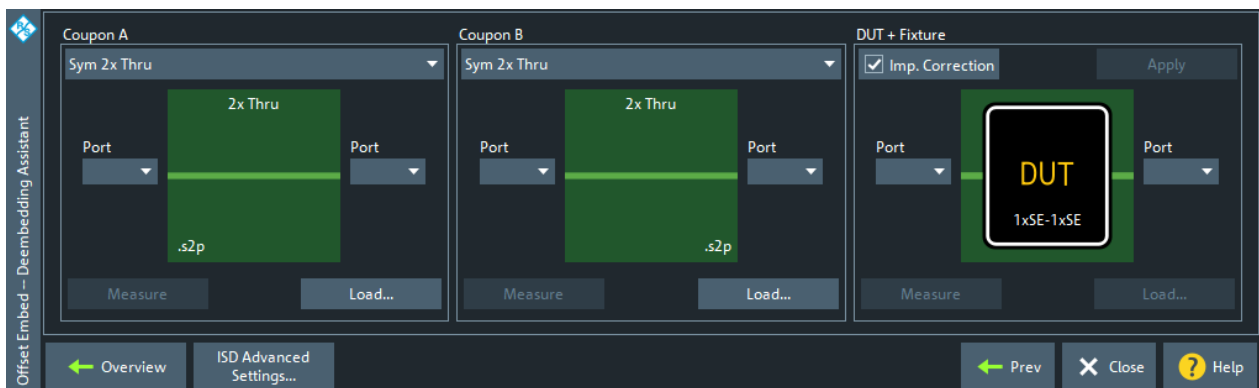 Offset Embed -- Deembedding Assistant
R&S
Coupon A
Sym 2x Thru
2x Thru
Port
Port
.s2p
Measure
Load...
Coupon B
Sym 2x Thru
2x Thru
Port
Port
.s2p
Measure
Load...
DUT + Fixture
Imp. Correction
Apply
Port
Port
DUT
1xSE-1xSE
Measure
Load...
Overview
ISD Advanced
Settings...
Prev
Close
? Help